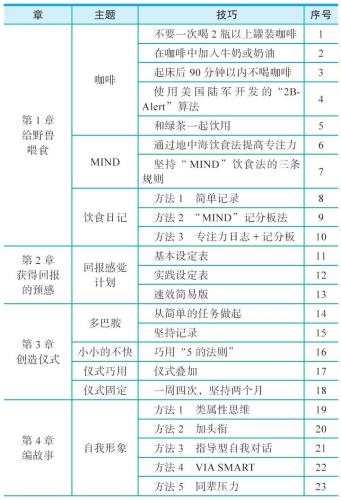 章 主题 技巧 序号
第 1 章
给野兽
喂食
咖啡
不要一次喝 2 瓶以上罐装咖啡 1
在咖啡中加入牛奶或奶油 2
起床后 90 分钟以内不喝咖啡 3
使用美国陆军开发的“2B-
Alert”算法 4
和绿茶一起饮用 5
MIND
通过地中海饮食法提高专注力 6
坚持“MIND”饮食法的三条
规则 7
饮食日记
方法 1 简单记录 8
方法 2 “MIND”记分板法 9
方法 3 专注力日志+记分板 10
第 2 章
获得回报
的预感
回报感觉
计划
基本设定表 11
实践设定表 12
速效简易版 13
第 3 章
创造仪式
多巴胺
从简单的任务做起 14
坚持记录 15
小小的不快 巧用“5 的法则” 16
仪式巧用 仪式叠加 17
仪式固定 一周四次，坚持两个月 18
第 4 章
编故事
自我形象
方法 1 类属性思维 19
方法 2 加头衔 20
方法 3 指导型自我对话 21
方法 4 VIA SMART 22
方法 5 同辈压力 23